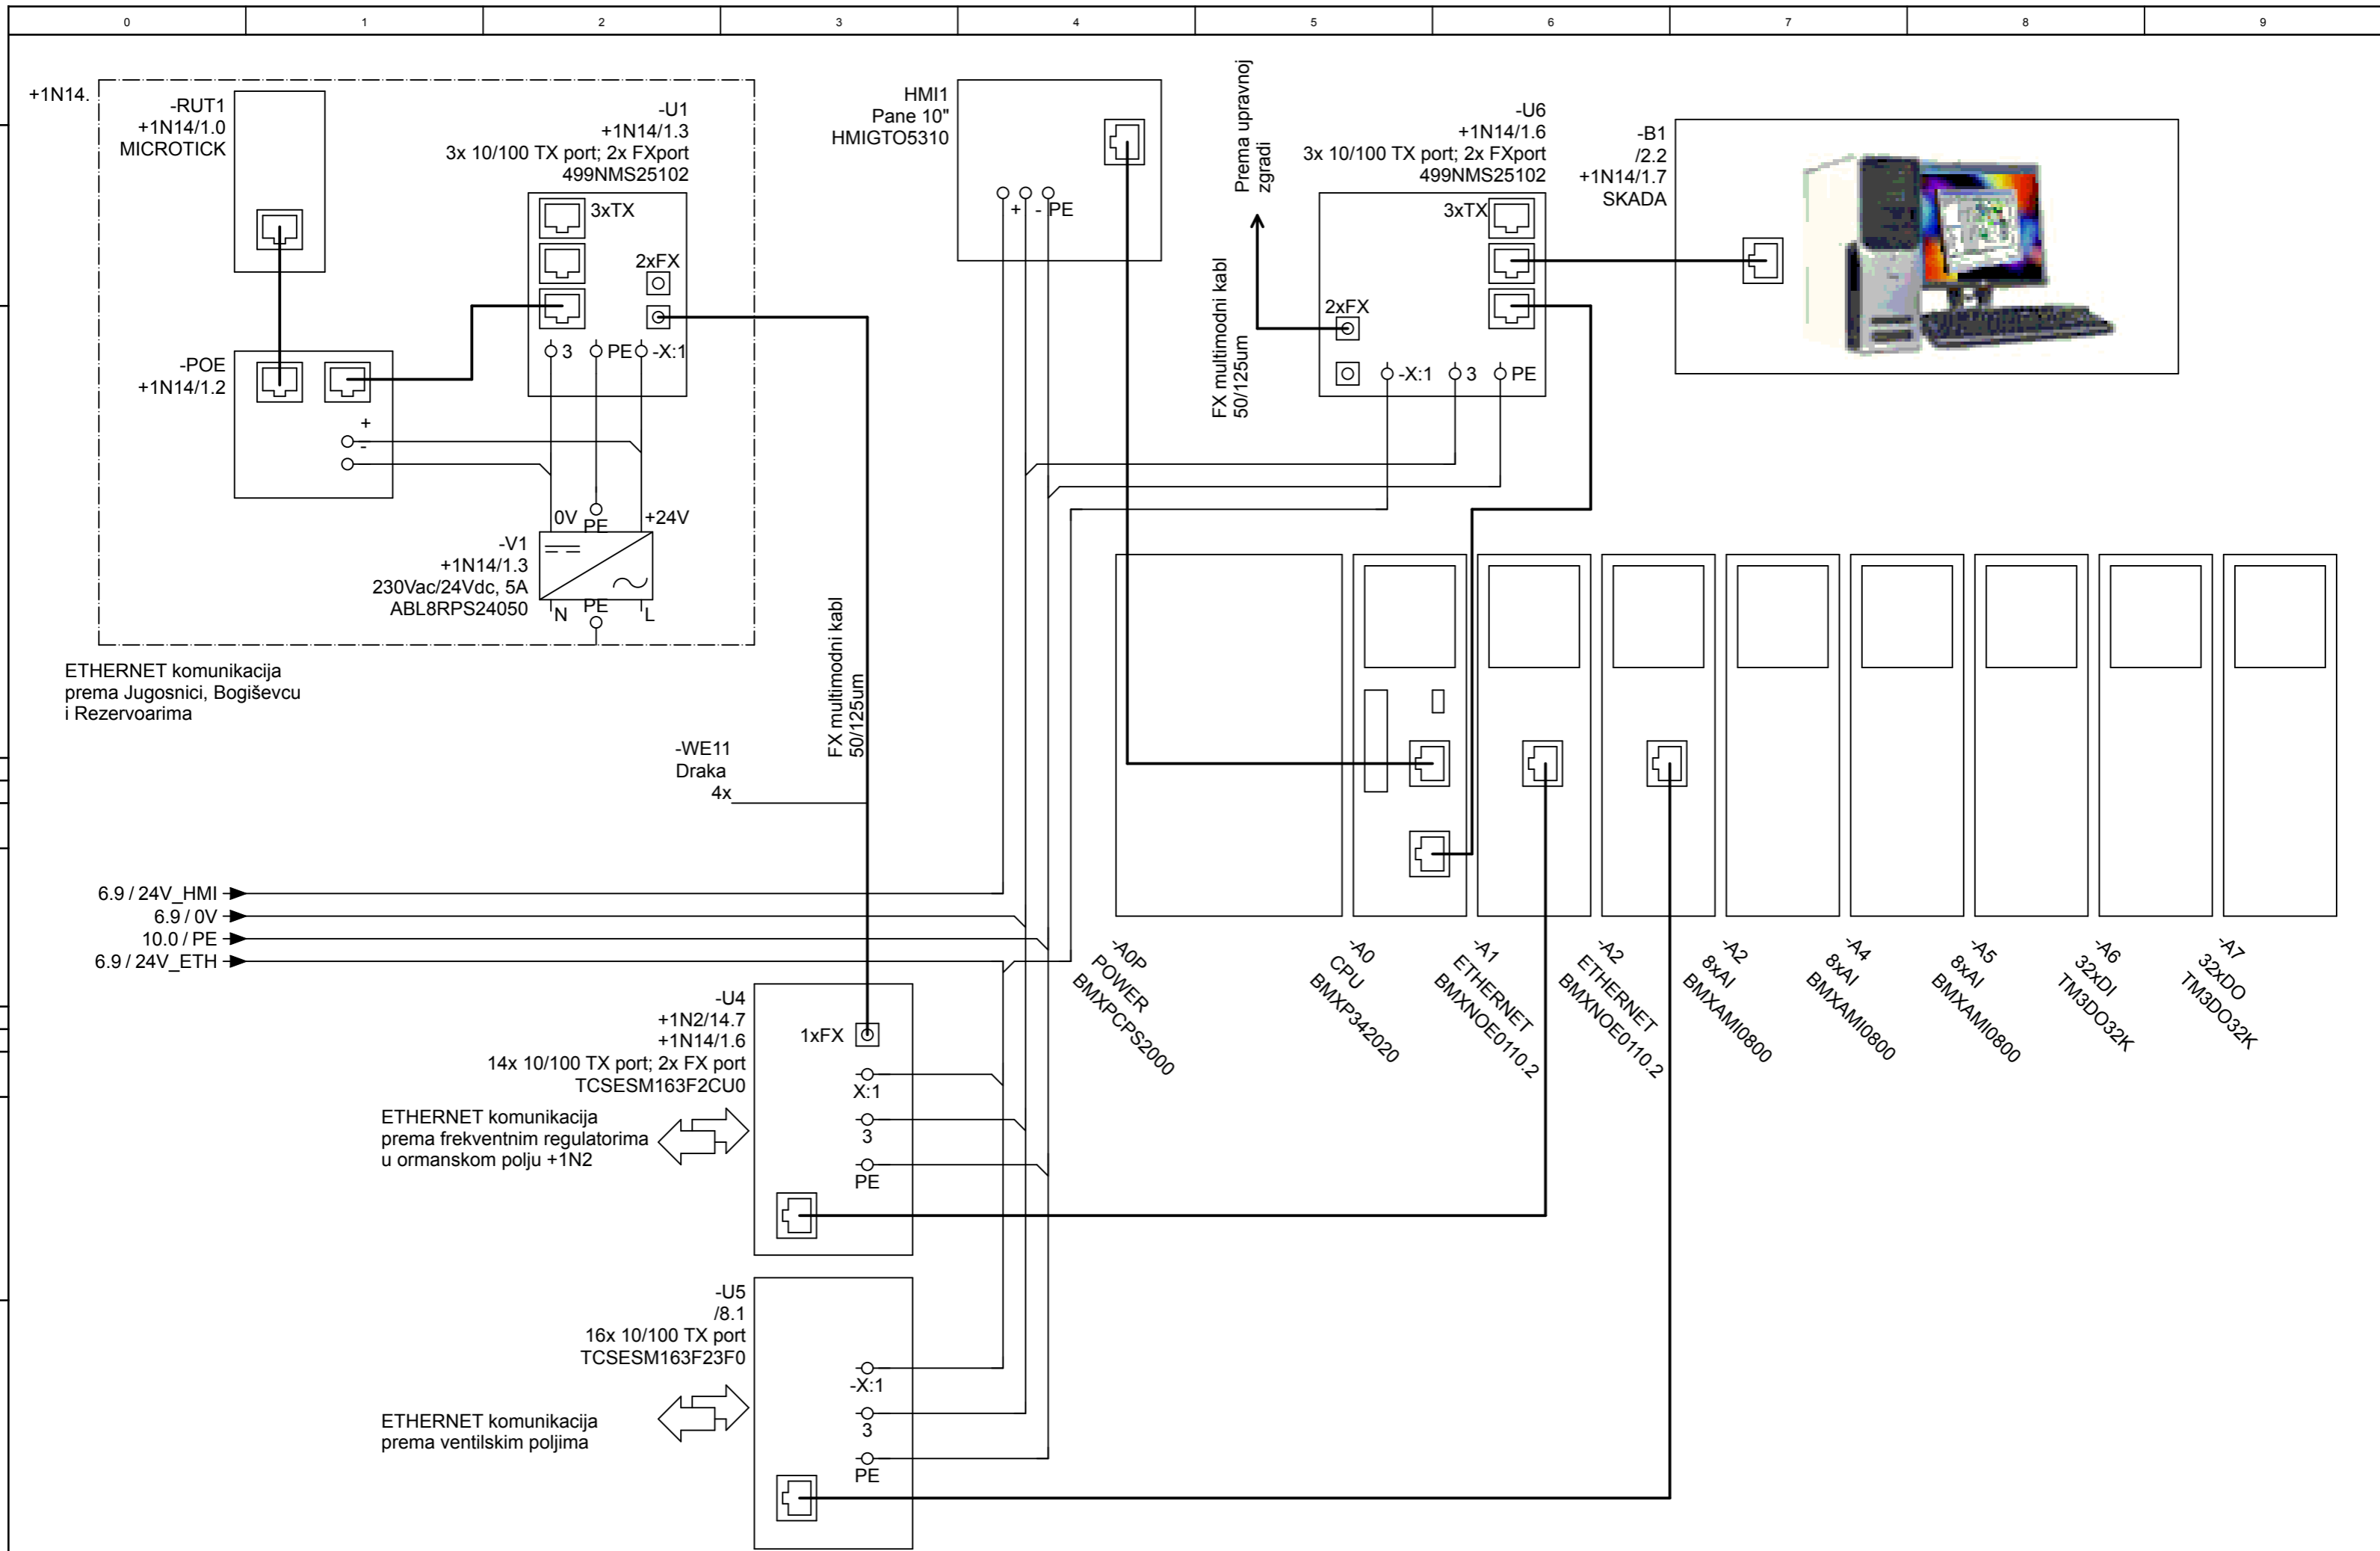 0 1 2 3 4 5 6 7 8 9
+1N14.
-RUT1
+1N14/1.0
MICROTICK
-U1
+1N14/1.3
3x 10/100 TX port; 2x FXport
499NMS25102
3xTX
2xFX
3
PE
-X:1
-POE
+1N14/1.2
+
-
0V
PE
+24V
-V1
+1N14/1.3
230Vac/24Vdc, 5A
ABL8RPS24050
N
PE
L
ETHERNET komunikacija
prema Jugosnici, Bogiševcu
i Rezervoarima
FX multimodni kabl
50/125um
-WE11
Draka
4x
HMI1
Pane 10"
HMIGTO5310
+
-
PE
Prema upravnoj
zgradi
FX multimodni kabl
50/125um
-U6
+1N14/1.6
3x 10/100 TX port; 2x FXport
499NMS25102
3xTX
2xFX
-X:1
3
PE
-B1
/2.2
+1N14/1.7
SKADA
6.9 / 24V_HMI
6.9 / 0V
10.0 / PE
6.9 / 24V_ETH
-A0P
POWER
BMXPCPS2000
-A0
CPU
BMXP342020
-A1
ETHERNET
BMXNOE0110.2
-A2
ETHERNET
BMXNOE0110.2
-A2
8xAI
BMXAMI0800
-A4
8xAI
BMXAMI0800
-A5
8xAI
BMXAMI0800
-A6
32xDI
TM3DO32K
-A7
32xDO
TM3DO32K
-U4
+1N2/14.7
+1N14/1.6
14x 10/100 TX port; 2x FX port
TCSESM163F2CU0
1xFX
X:1
3
PE
ETHERNET komunikacija
prema frekventnim regulatorima
u ormanskom polju +1N2
-U5
/8.1
16x 10/100 TX port
TCSESM163F23F0
-X:1
3
PE
ETHERNET komunikacija
prema ventilskim poljima